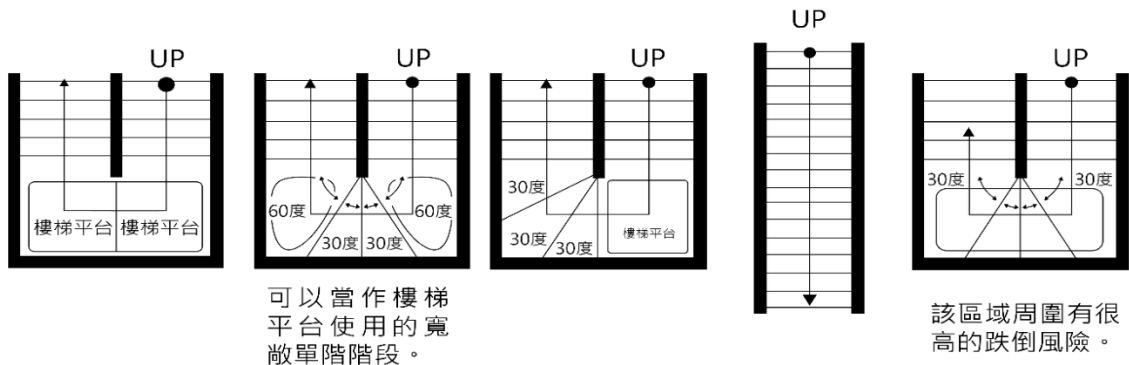 UP
樓梯平台 樓梯平台
UP
60度 60度
30度 30度
可以當作樓梯
平台使用的寬
敞單階階段。
UP
30度
30度
30度
樓梯平台
UP
UP
30度 30度
該區域周圍有很
高的跌倒風險。